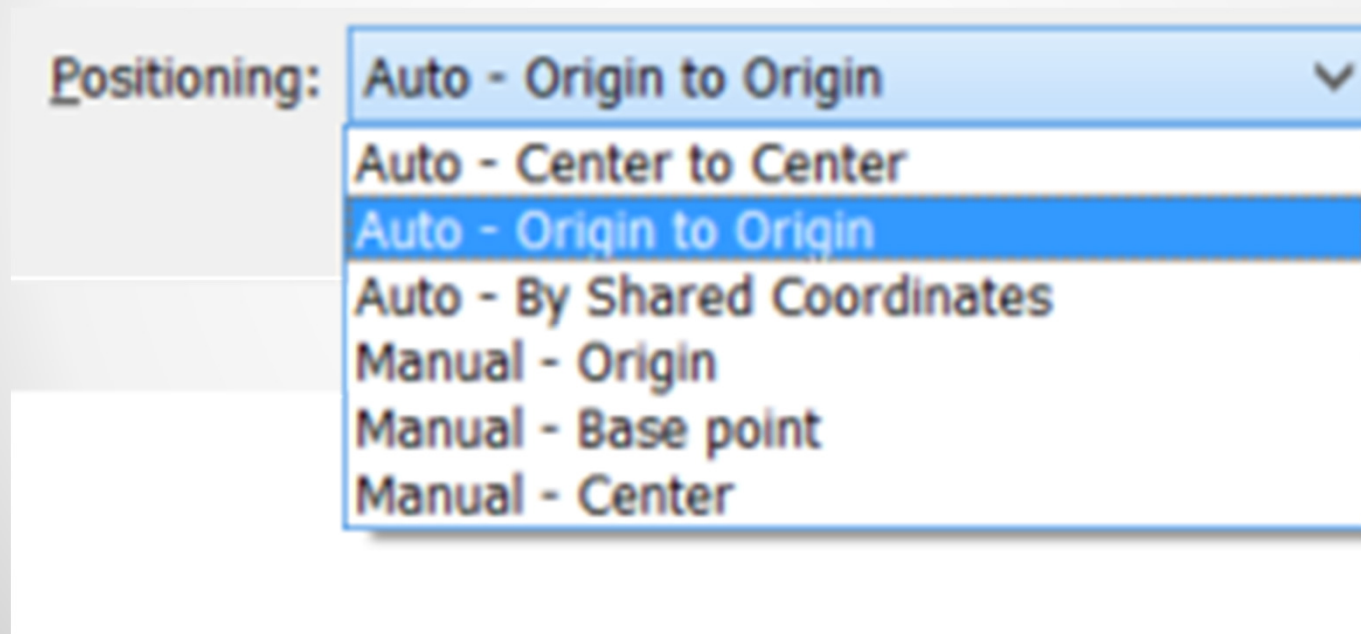 Positioning: Auto - Origin to Origin
Auto - Center to Center
Auto - Origin to Origin
Auto - By Shared Coordinates
Manual - Origin
Manual - Base point
Manual - Center